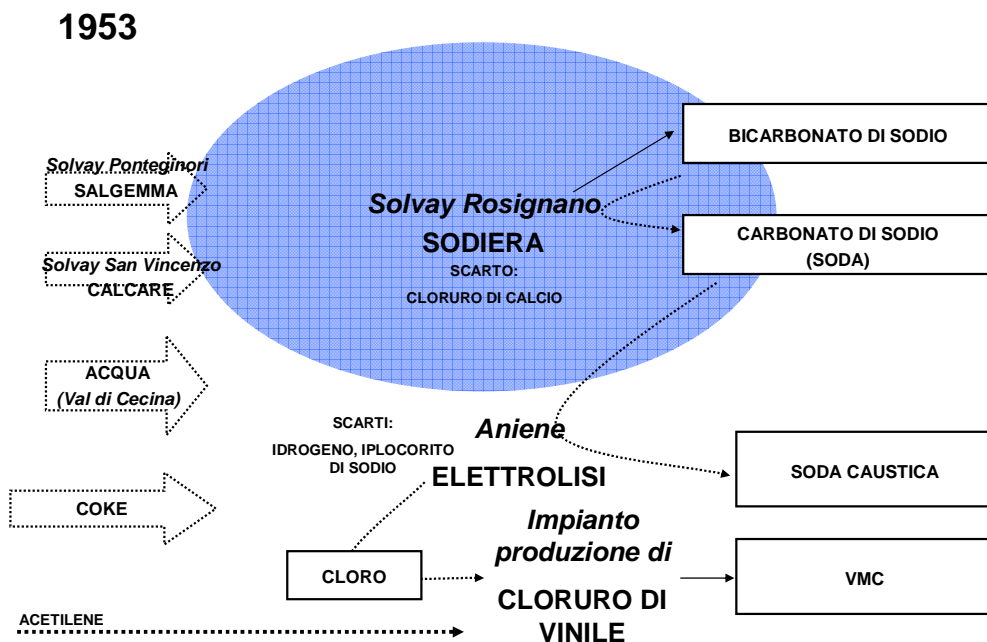 1953
BICARBONATO DI SODIO
Solvay Ponteginori
SALGEMMA
Solvay Rosignano
SODIERA
SCARTO:
CLORURO DI CALCIO
CARBONATO DI SODIO
(SODA)
Solvay San Vincenzo
CALCARE
ACQUA
(Val di Cecina)
SCARTI:
IDROGENO, IPLOCORITO
DI SODIO
Aniene
ELETTROLISI
SODA CAUSTICA
COKE
Impianto
produzione di
CLORURO DI
VINILE
CLORO
VMC
ACETILENE